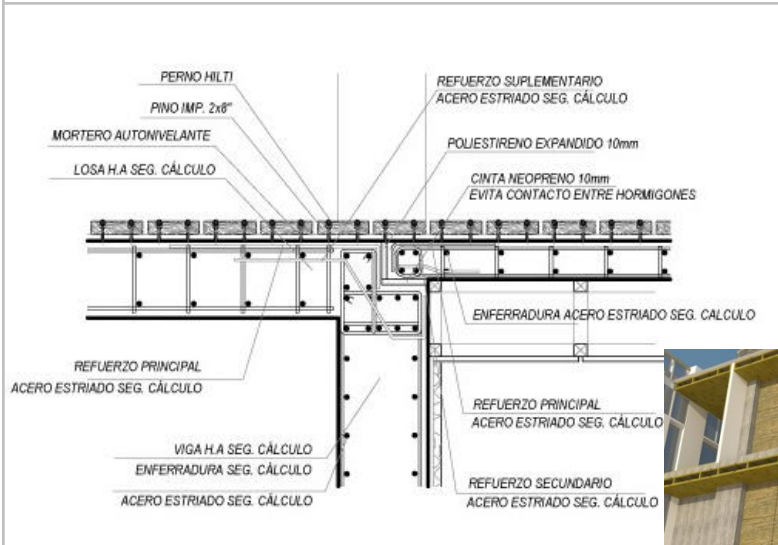 PERNO HILTI
PINO IMP. 2x8"
MORTERO AUTONIVELANTE
LOSA H.A SEG. CÁLCULO
REFUERZO SUPLEMENTARIO
ACERO ESTRIADO SEG. CÁLCULO
POLIESTIRENO EXPANDIDO 10mm
CINTA NEOPRENO 10mm
EVITA CONTACTO ENTRE HORMIGONES
ENFERRADURA ACERO ESTRIADO SEG. CALCULO
REFUERZO PRINCIPAL
ACERO ESTRIADO SEG. CÁLCULO
REFUERZO PRINCIPAL
ACERO ESTRIADO SEG. CÁLCULO
VIGA H.A SEG. CÁLCULO
ENFERRADURA SEG. CÁLCULO
ACERO ESTRIADO SEG. CÁLCULO
REFUERZO SECUNDARIO
ACERO ESTRIADO SEG. CÁLCULO